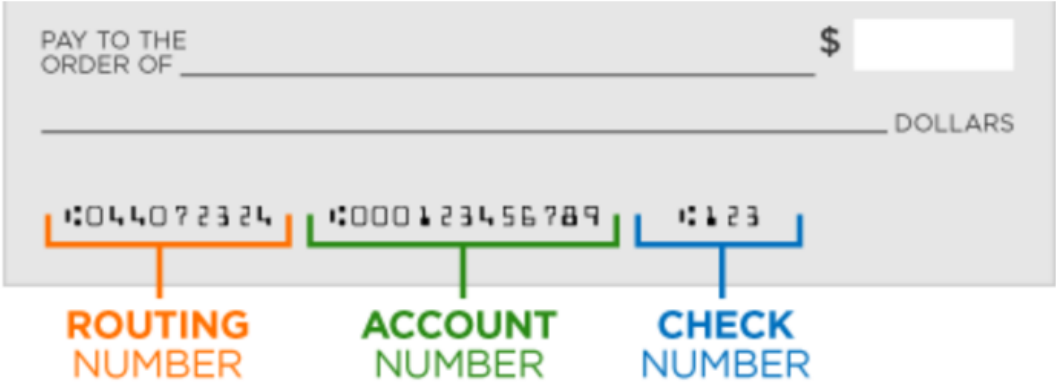 PAY TO THE
ORDER OF
$
DOLLARS
⑆044072324 ⑆000123456789 ⑆123
ROUTING NUMBER
ACCOUNT NUMBER
CHECK NUMBER